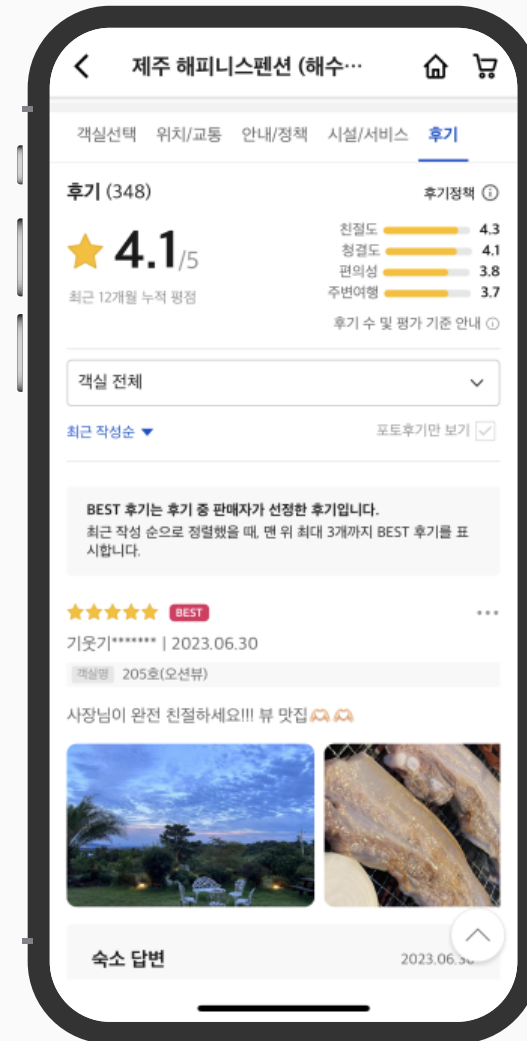 제주 해피니스펜션 (해수…
객실선택 위치/교통 안내/정책 시설/서비스 후기
후기 (348) 후기정책
4.1/5
최근 12개월 누적 평점
친절도 4.3
청결도 4.1
편의성 3.8
주변여행 3.7
후기 수 및 평가 기준 안내
객실 전체
최근 작성순 포토후기만 보기
BEST 후기는 후기 중 판매자가 선정한 후기입니다.
최근 작성 순으로 정렬했을 때, 맨 위 최대 3개까지 BEST 후기를 표
시합니다.
BEST
기웃기******* | 2023.06.30
객실명 205호(오션뷰)
사장님이 완전 친절하세요!!! 뷰 맛집🫶🏻🫶🏻
숙소 답변 2023.06.30